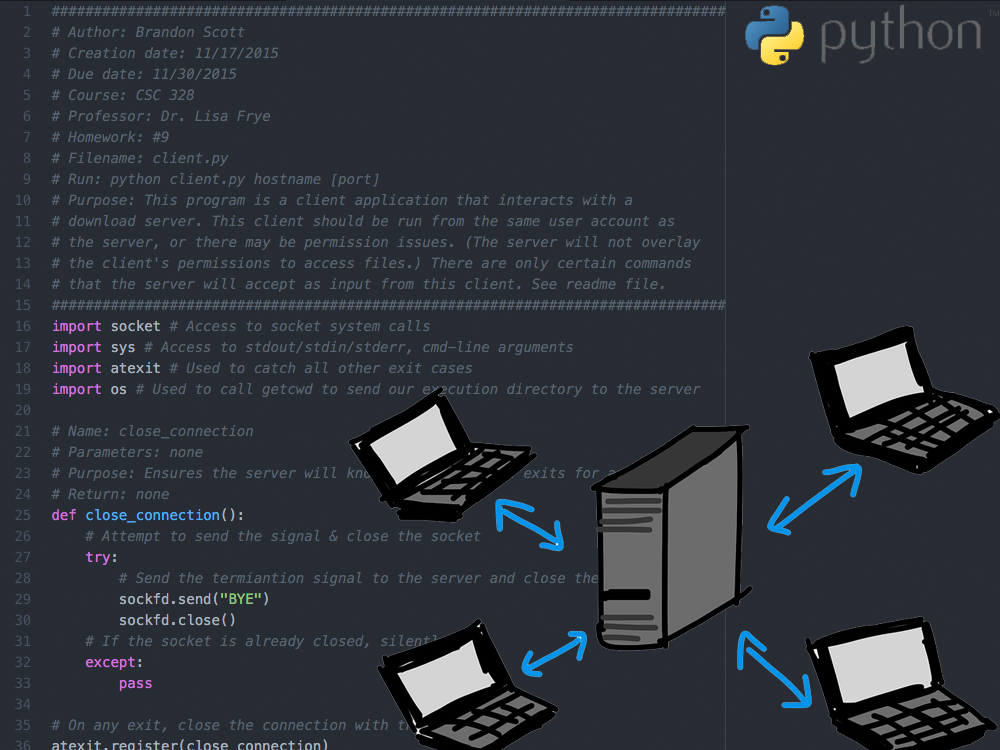 1 ################################################################################
2 # Author: Brandon Scott
3 # Creation date: 11/17/2015
4 # Due date: 11/30/2015
5 # Course: CSC 328
6 # Professor: Dr. Lisa Frye
7 # Homework: #9
8 # Filename: client.py
9 # Run: python client.py hostname [port]
10 # Purpose: This program is a client application that interacts with a
11 # download server. This client should be run from the same user account as
12 # the server, or there may be permission issues. (The server will not overlay
13 # the client's permissions to access files.) There are only certain commands
14 # that the server will accept as input from this client. See readme file.
15 ################################################################################
16 import socket # Access to socket system calls
17 import sys # Access to stdout/stdin/stderr, cmd-line arguments
18 import atexit # Used to catch all other exit cases
19 import os # Used to call getcwd to send our execution directory to the server
20
21 # Name: close_connection
22 # Parameters: none
23 # Purpose: Ensures the server will exits for
24 # Return: none
25 def close_connection():
26 # Attempt to send the signal & close the socket
27 try:
28 # Send the termiantion signal to the server and close the
29 sockfd.send("BYE")
30 sockfd.close()
31 # If the socket is already closed,
32 except:
33 pass
34
35 # On any exit, close the connection with
36 atexit.register(close_connection)
python